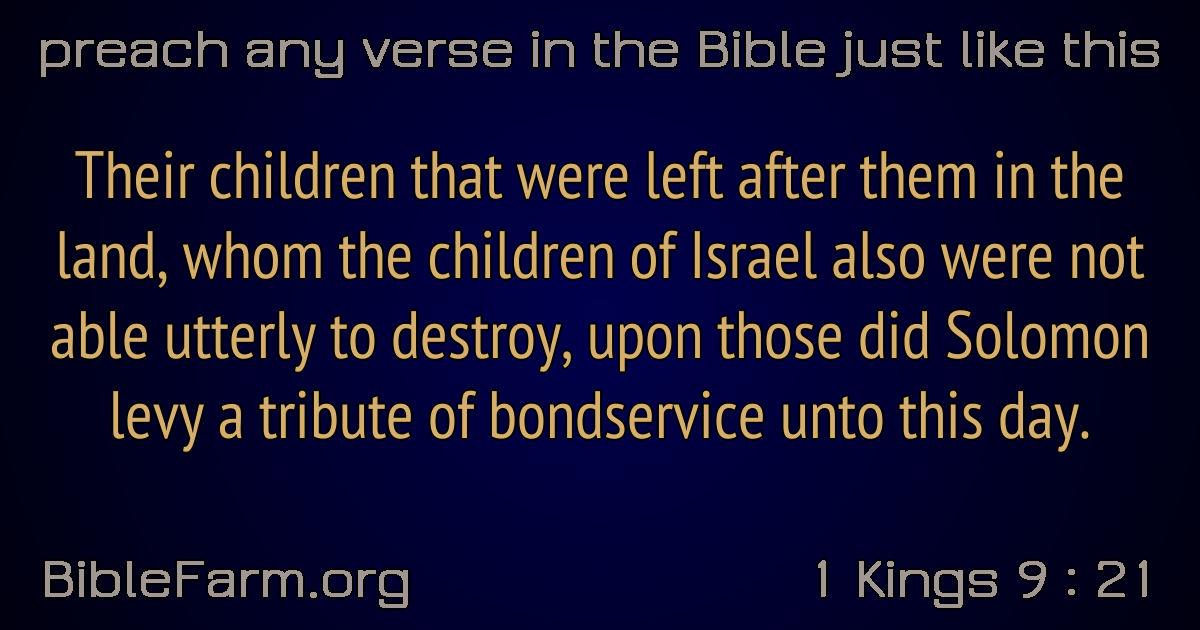 preach any verse in the Bible just like this
Their children that were left after them in the
land, whom the children of Israel also were not
able utterly to destroy, upon those did Solomon
levy a tribute of bondservice unto this day.
BibleFarm.org
1 Kings 9 : 21